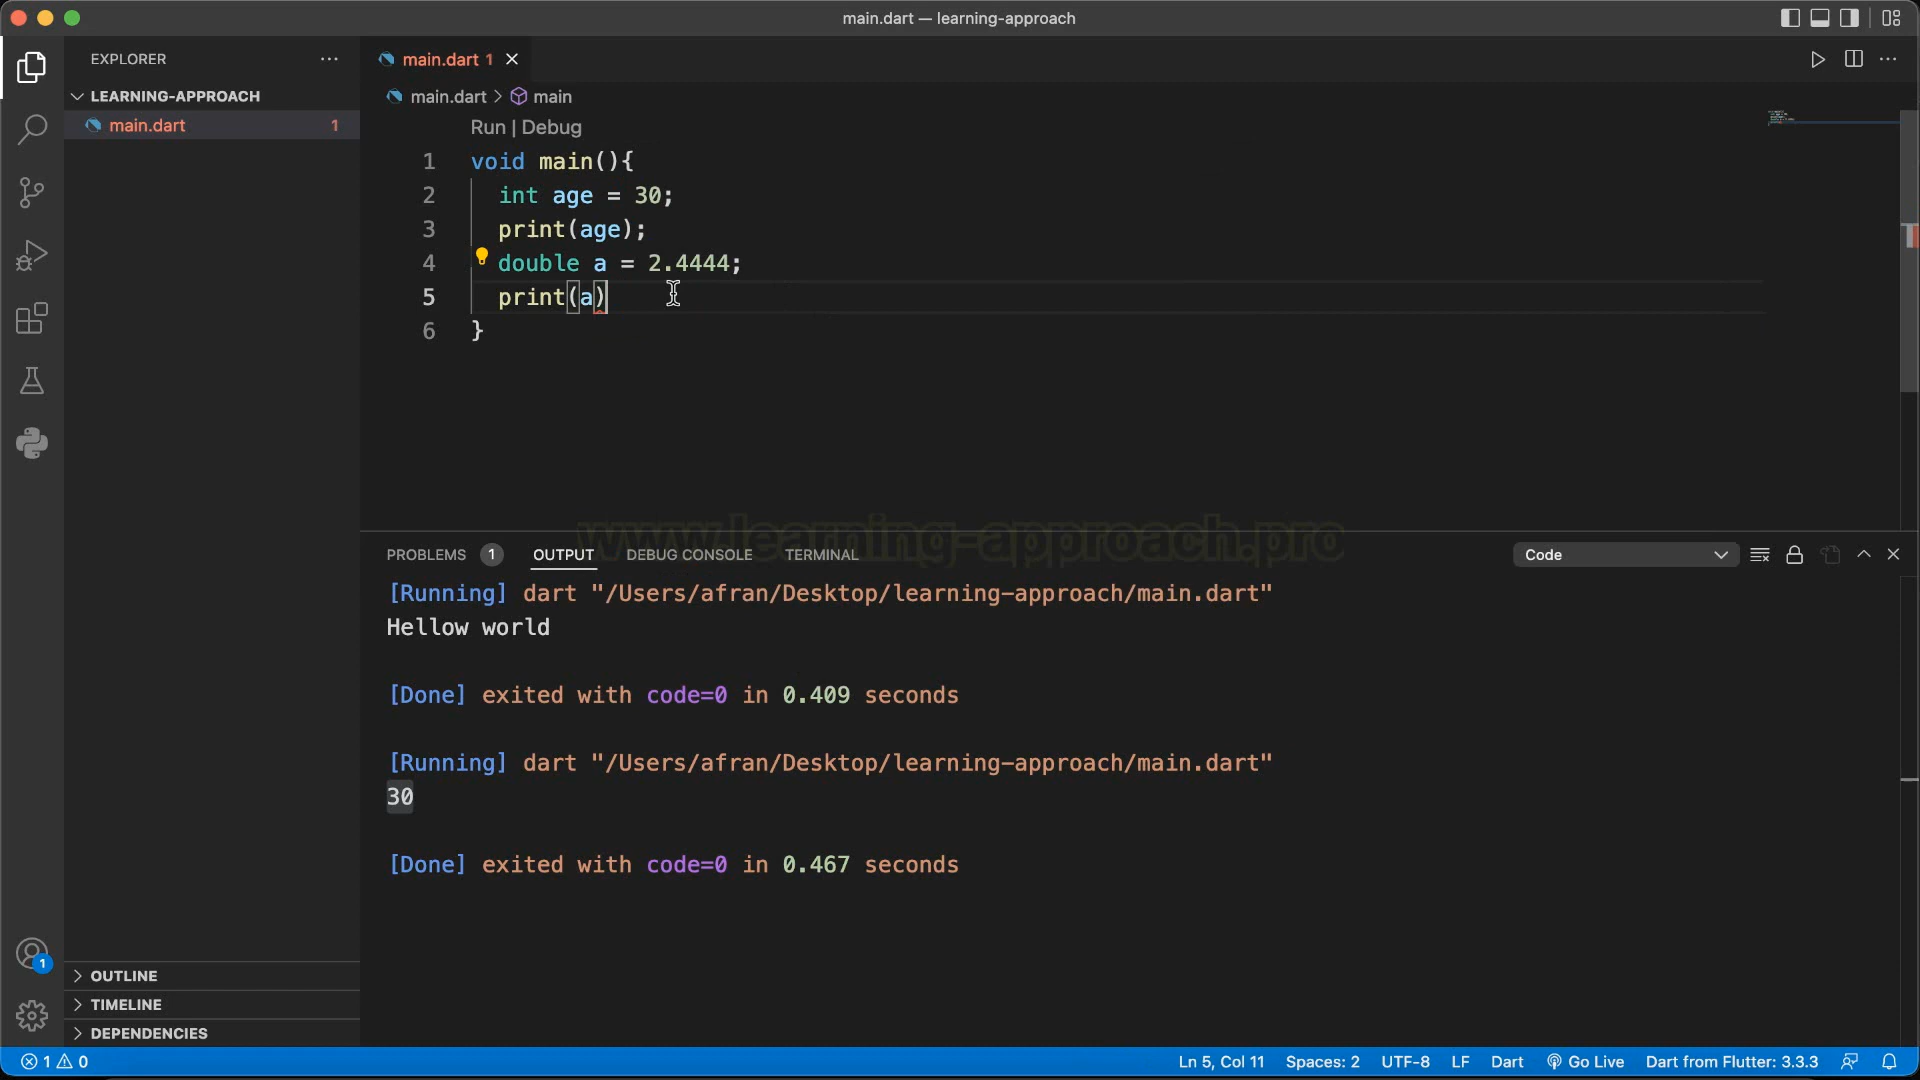 main.dart — learning-approach
EXPLORER
LEARNING-APPROACH
main.dart 1
main.dart 1
main.dart > main
Run | Debug
1 void main(){
2 int age = 30;
3 print(age);
4 double a = 2.4444;
5 print(a)
6 }
www.learning-approach.pro
PROBLEMS 1 OUTPUT DEBUG CONSOLE TERMINAL Code
[Running] dart "/Users/afran/Desktop/learning-approach/main.dart"
Hellow world
[Done] exited with code=0 in 0.409 seconds
[Running] dart "/Users/afran/Desktop/learning-approach/main.dart"
30
[Done] exited with code=0 in 0.467 seconds
1
OUTLINE
TIMELINE
DEPENDENCIES
1 0 Ln 5, Col 11 Spaces: 2 UTF-8 LF Dart Go Live Dart from Flutter: 3.3.3